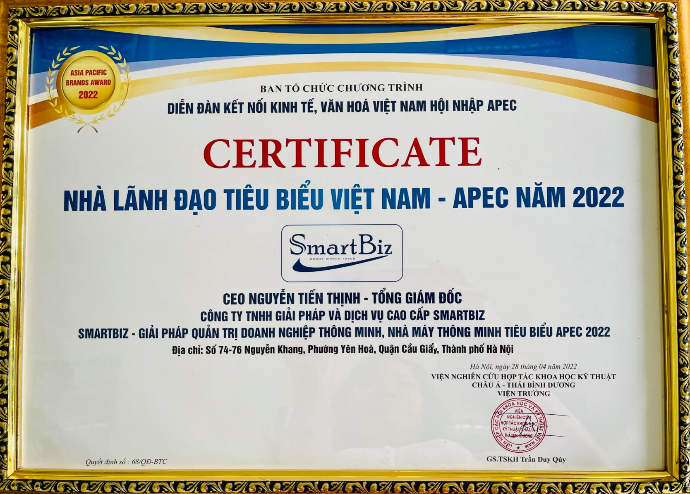 ASIA PACIFIC
BRANDS AWARD
2022
BAN TỔ CHỨC CHƯƠNG TRÌNH
DIỄN ĐÀN KẾT NỐI KINH TẾ, VĂN HOÁ VIỆT NAM HỘI NHẬP APEC
CERTIFICATE
NHÀ LÃNH ĐẠO TIÊU BIỂU VIỆT NAM - APEC NĂM 2022
SmartBiz
CEO NGUYỄN TIẾN THỊNH - TỔNG GIÁM ĐỐC
CÔNG TY TNHH GIẢI PHÁP VÀ DỊCH VỤ CAO CẤP SMARTBIZ
SMARTBIZ - GIẢI PHÁP QUẢN TRỊ DOANH NGHIỆP THÔNG MINH, NHÀ MÁY THÔNG MINH TIÊU BIỂU APEC 2022
Địa chỉ: Số 74-76 Nguyễn Khang, Phường Yên Hoà, Quận Cầu Giấy, Thành phố Hà Nội
Hà Nội, ngày 28 tháng 04 năm 2022
VIỆN NGHIÊN CỨU HỢP TÁC KHOA HỌC KỸ THUẬT
CHÂU Á - THÁI BÌNH DƯƠNG
VIỆN TRƯỞNG
VIỆN
NGHIÊN CỨU
GS.TSKH Trần Duy Qúy
Quyết định số : 68/QĐ-BTC